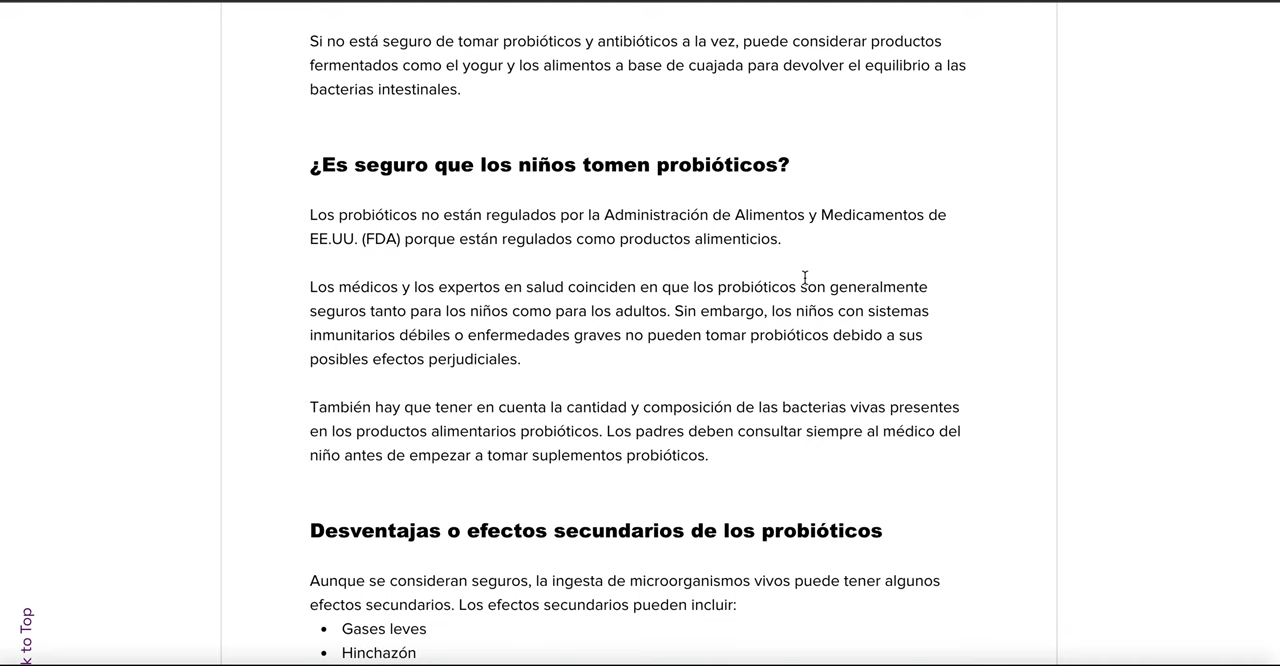 Si no está seguro de tomar probióticos y antibióticos a la vez, puede considerar productos
fermentados como el yogur y los alimentos a base de cuajada para devolver el equilibrio a las
bacterias intestinales.
¿Es seguro que los niños tomen probióticos?
Los probióticos no están regulados por la Administración de Alimentos y Medicamentos de
EE.UU. (FDA) porque están regulados como productos alimenticios.
Los médicos y los expertos en salud coinciden en que los probióticos son generalmente
seguros tanto para los niños como para los adultos. Sin embargo, los niños con sistemas
inmunitarios débiles o enfermedades graves no pueden tomar probióticos debido a sus
posibles efectos perjudiciales.
También hay que tener en cuenta la cantidad y composición de las bacterias vivas presentes
en los productos alimentarios probióticos. Los padres deben consultar siempre al médico del
niño antes de empezar a tomar suplementos probióticos.
Desventajas o efectos secundarios de los probióticos
Aunque se consideran seguros, la ingesta de microorganismos vivos puede tener algunos
efectos secundarios. Los efectos secundarios pueden incluir:
• Gases leves
• Hinchazón
k to Top